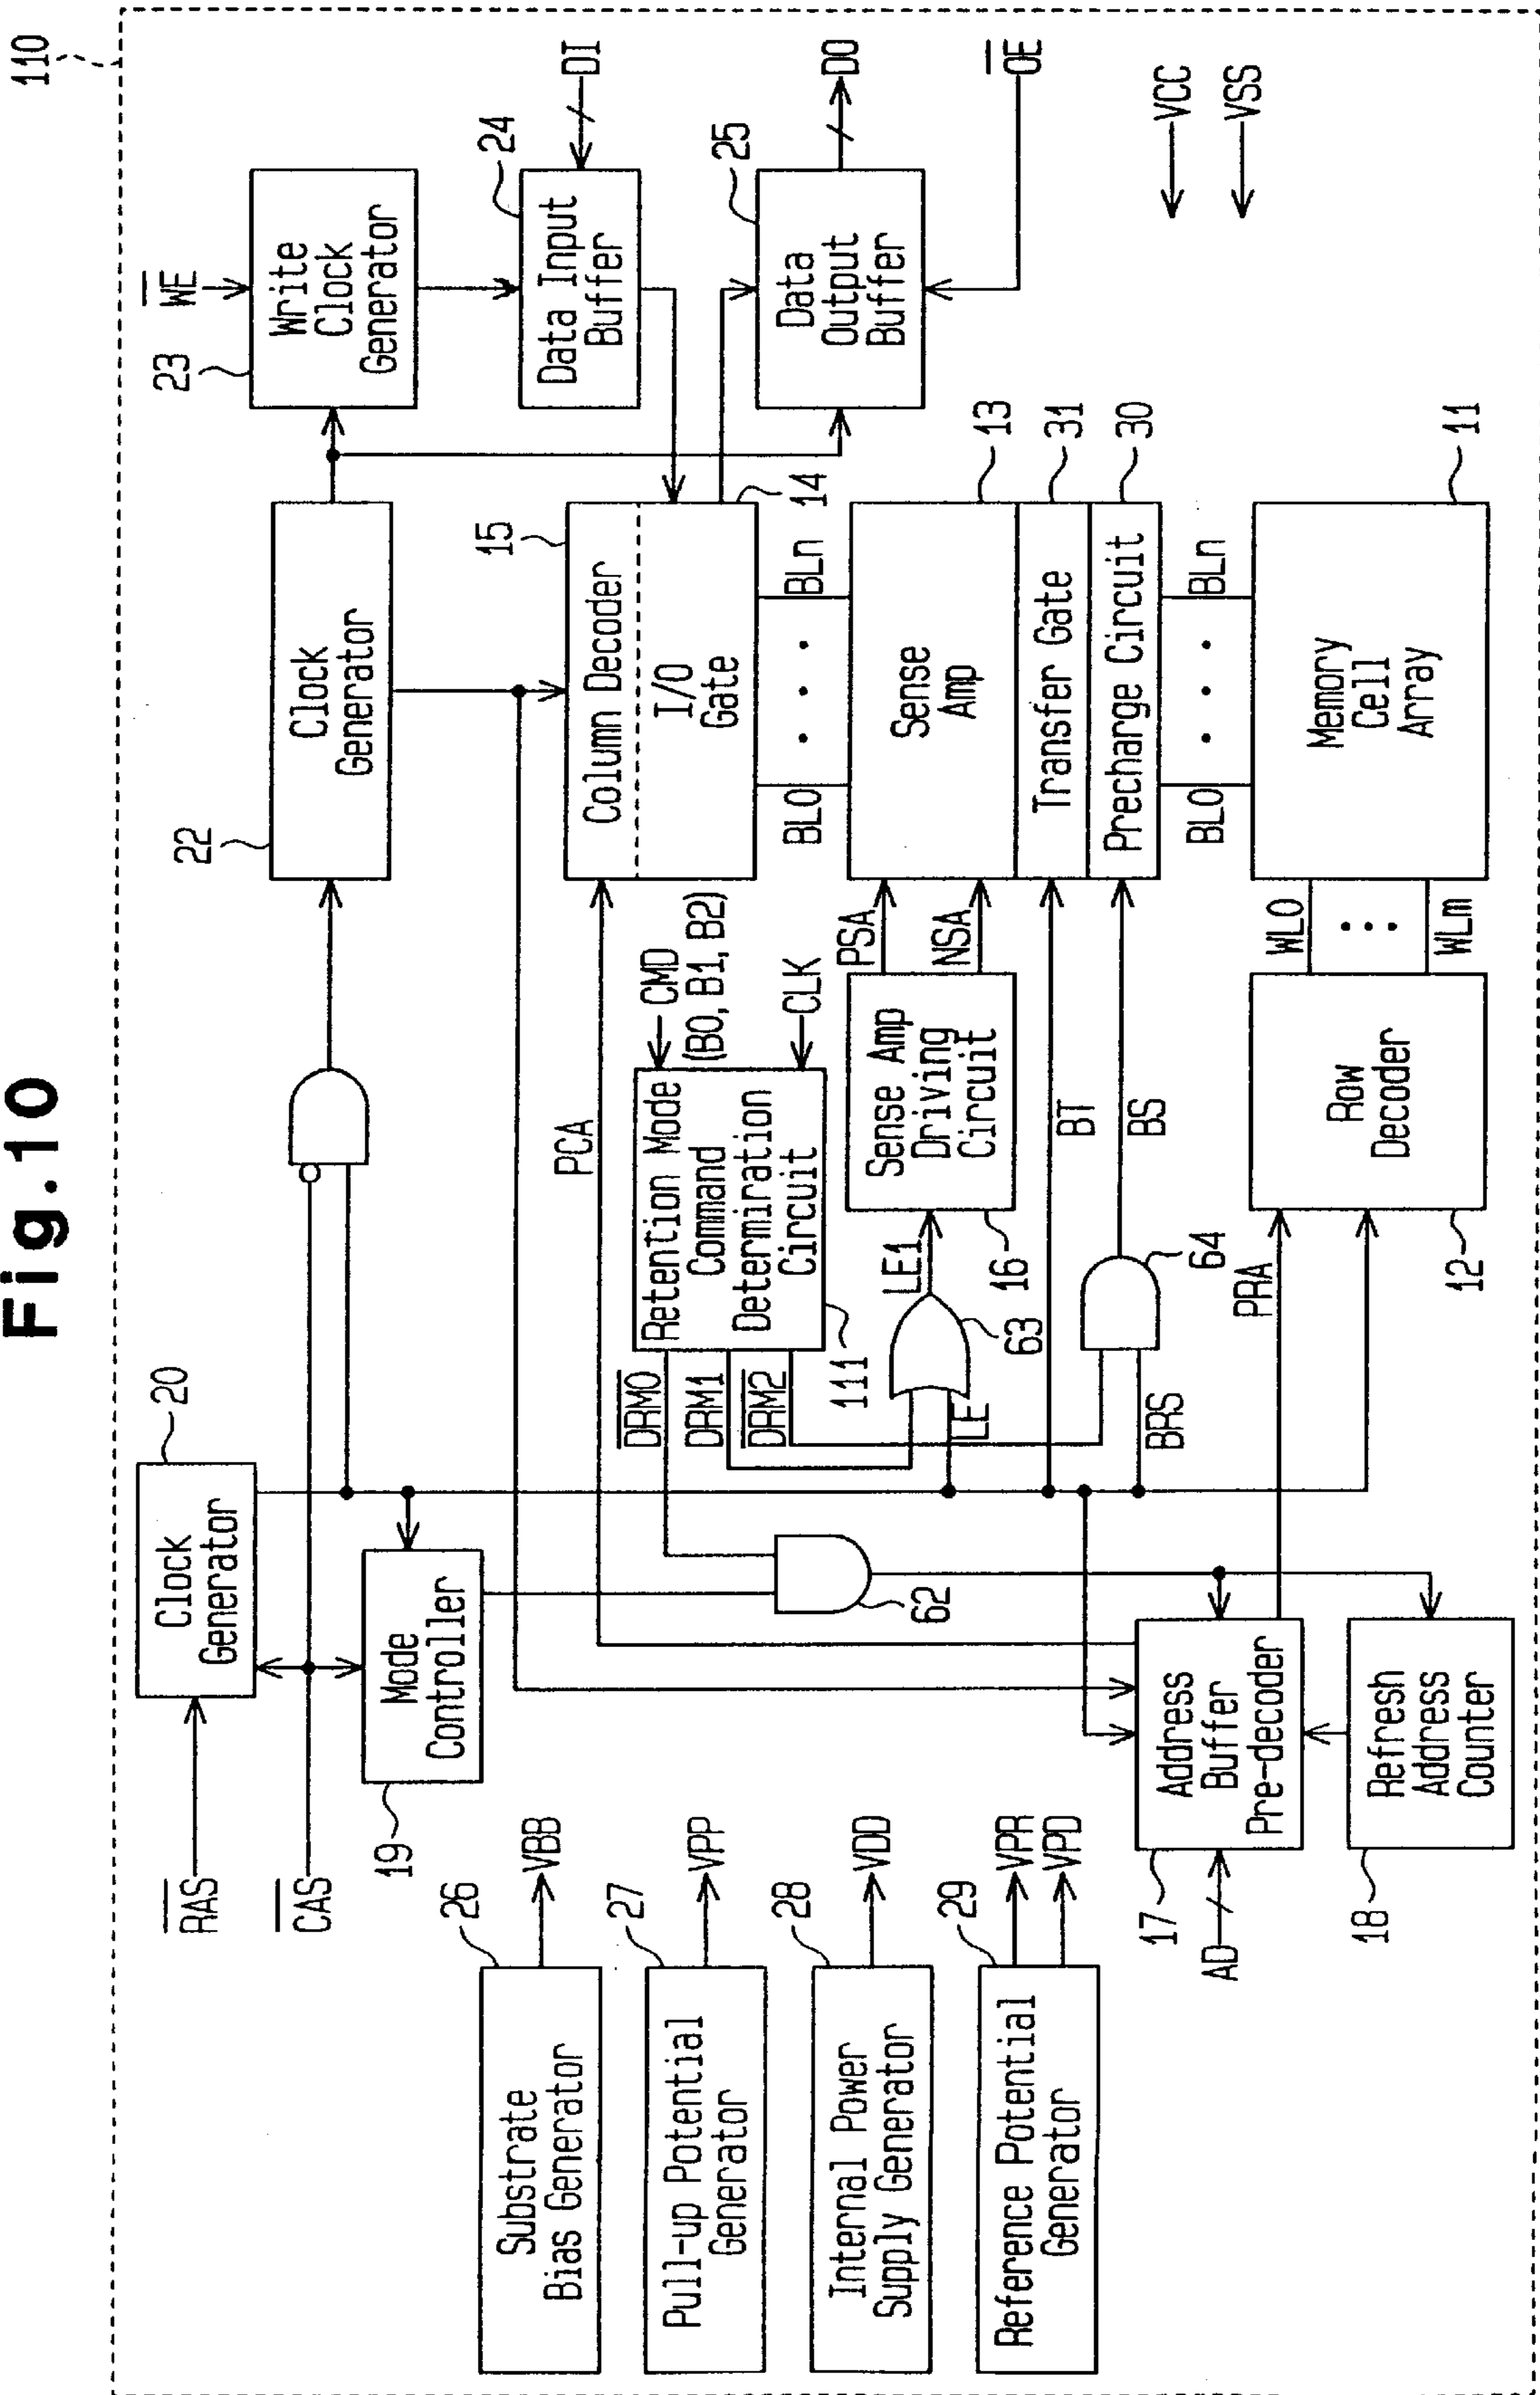 Fig.10
110
RAS
CAS
20
Clock
Generator
19
Mode
Controller
22
Clock
Generator
23
WE
Write
Clock
Generator
24
Data Input
Buffer
DI
25
Data
Output
Buffer
DO
OE
VCC
VSS
15
Column Decoder
I/O
Gate
14
PCA
BL0
BLn
Retention Mode
Command
Determiration
Circuit
111
CMD
(B0, B1, B2)
CLK
DRM0
DRM1
DRM2
62
63
LE
LE1
Sense Amp
Driving
Circuit
16
PSA
NSA
Sense
Amp
13
Transfer Gate
31
Precharge Circuit
30
BT
BS
BRS
64
BL0
BLn
Memory
Cell
Array
11
WL0
WLm
Row
Decoder
12
PRA
Address
Buffer
Pre-decoder
17
AD
Refresh
Address
Counter
18
26
Substrate
Bias Generator
VBB
27
Pull-up Potential
Generator
VPP
28
Internal Power
Supply Generator
VDD
29
Reference Potential
Generator
VPR
VPD